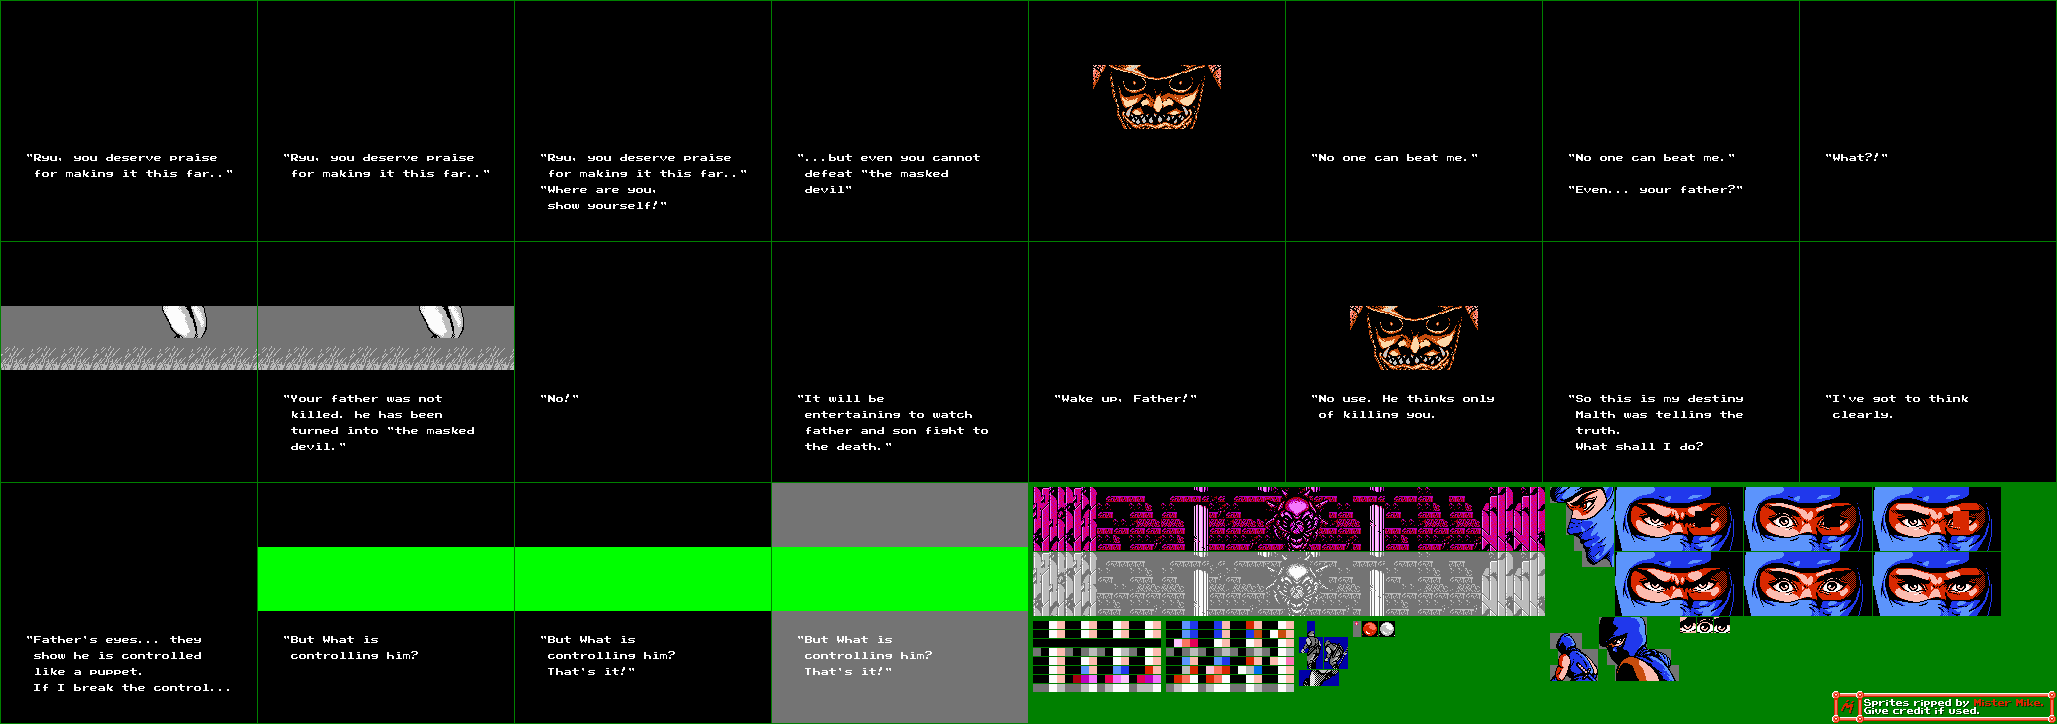 "Ryu, you deserve praise
for making it this far.."
"Ryu, you deserve praise
for making it this far.."
"Ryu, you deserve praise
for making it this far.."
"Where are you,
show yourself!"
"...but even you cannot
defeat "the masked
devil"
"No one can beat me."
"No one can beat me."
"Even... your father?"
"What?!"
"Your father was not
killed. he has been
turned into "the masked
devil."
"No!"
"It will be
entertaining to watch
father and son fight to
the death."
"Wake up, Father!"
"No use. He thinks only
of killing you.
"So this is my destiny
Malth was telling the
truth.
What shall I do?
"I've got to think
clearly.
"Father's eyes... they
show he is controlled
like a puppet.
If I break the control...
"But What is
controlling him?
"But What is
controlling him?
That's it!"
"But What is
controlling him?
That's it!"
M
Sprites ripped by Mister Mike.
Give credit if used.